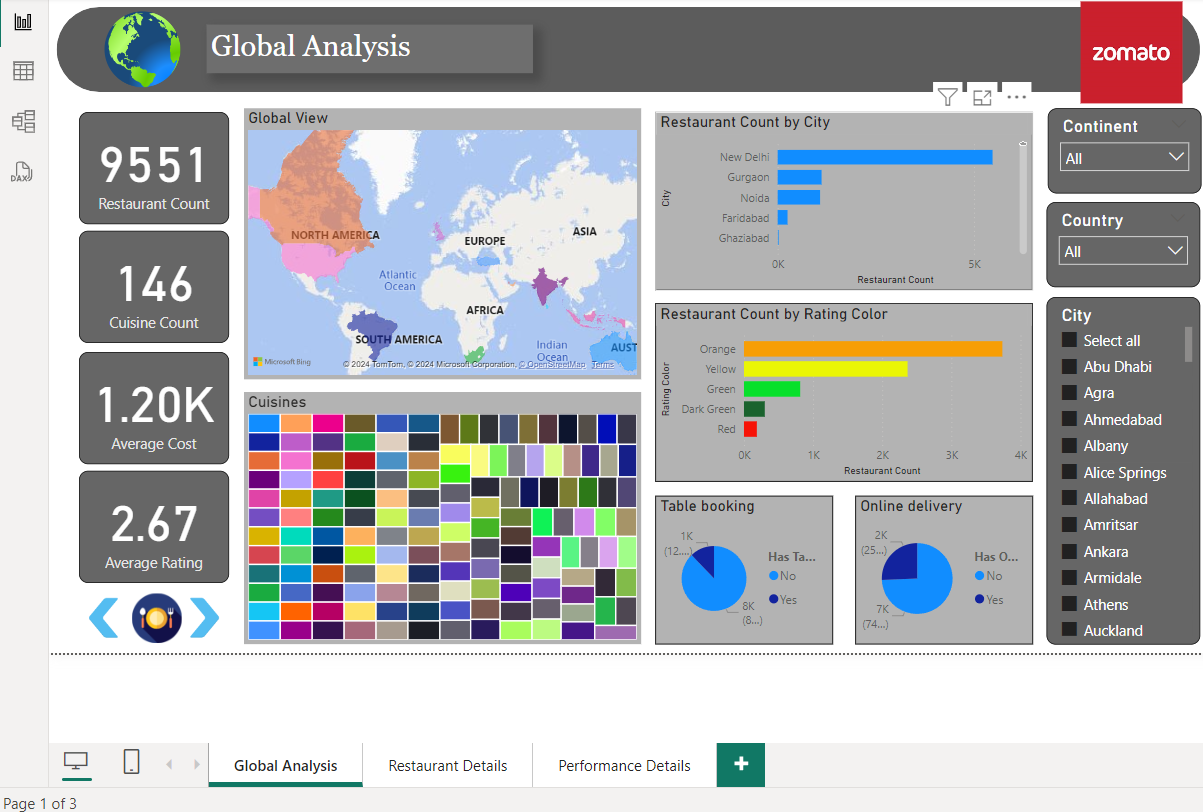 Global Analysis
zomato
9551
Restaurant Count
146
Cuisine Count
1.20K
Average Cost
2.67
Average Rating
Global View
NORTH AMERICA
EUROPE
ASIA
Atlantic
Ocean
AFRICA
SOUTH AMERICA
Indian
Ocean
AUST
Microsoft Bing
© 2024 TomTom, © 2024 Microsoft Corporation, © OpenStreetMap Terms
Cuisines
Restaurant Count by City
City
New Delhi
Gurgaon
Noida
Faridabad
Ghaziabad
0K 5K
Restaurant Count
Restaurant Count by Rating Color
Rating Color
Orange
Yellow
Green
Dark Green
Red
0K 1K 2K 3K 4K
Restaurant Count
Table booking
1K
(12...)
8K
(8...)
Has Ta...
No
Yes
Online delivery
2K
(25...)
7K
(74...)
Has O...
No
Yes
Continent
All
Country
All
City
Select all
Abu Dhabi
Agra
Ahmedabad
Albany
Alice Springs
Allahabad
Amritsar
Ankara
Armidale
Athens
Auckland
DAX
Global Analysis
Restaurant Details
Performance Details
+
Page 1 of 3